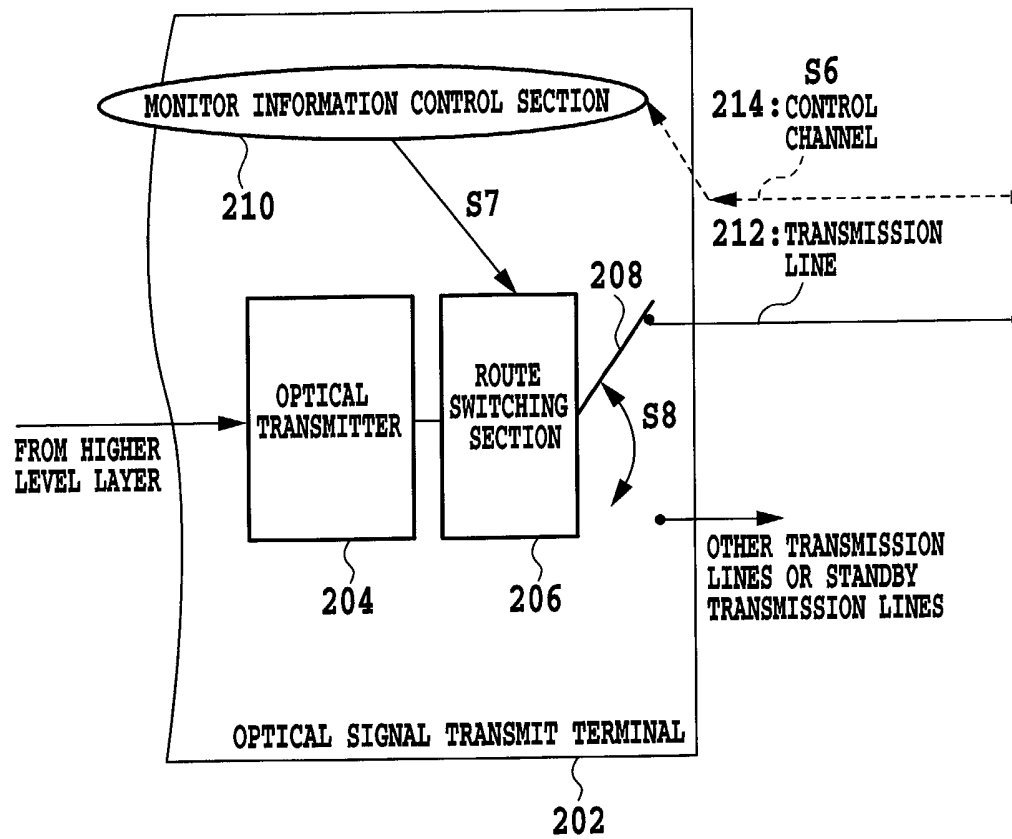 MONITOR INFORMATION CONTROL SECTION
S6
214:CONTROL
CHANNEL
210
S7
212:TRANSMISSION
LINE
208
OPTICAL
TRANSMITTER
ROUTE
SWITCHING
SECTION
S8
FROM HIGHER
LEVEL LAYER
204
206
OTHER TRANSMISSION
LINES OR STANDBY
TRANSMISSION LINES
OPTICAL SIGNAL TRANSMIT TERMINAL
202